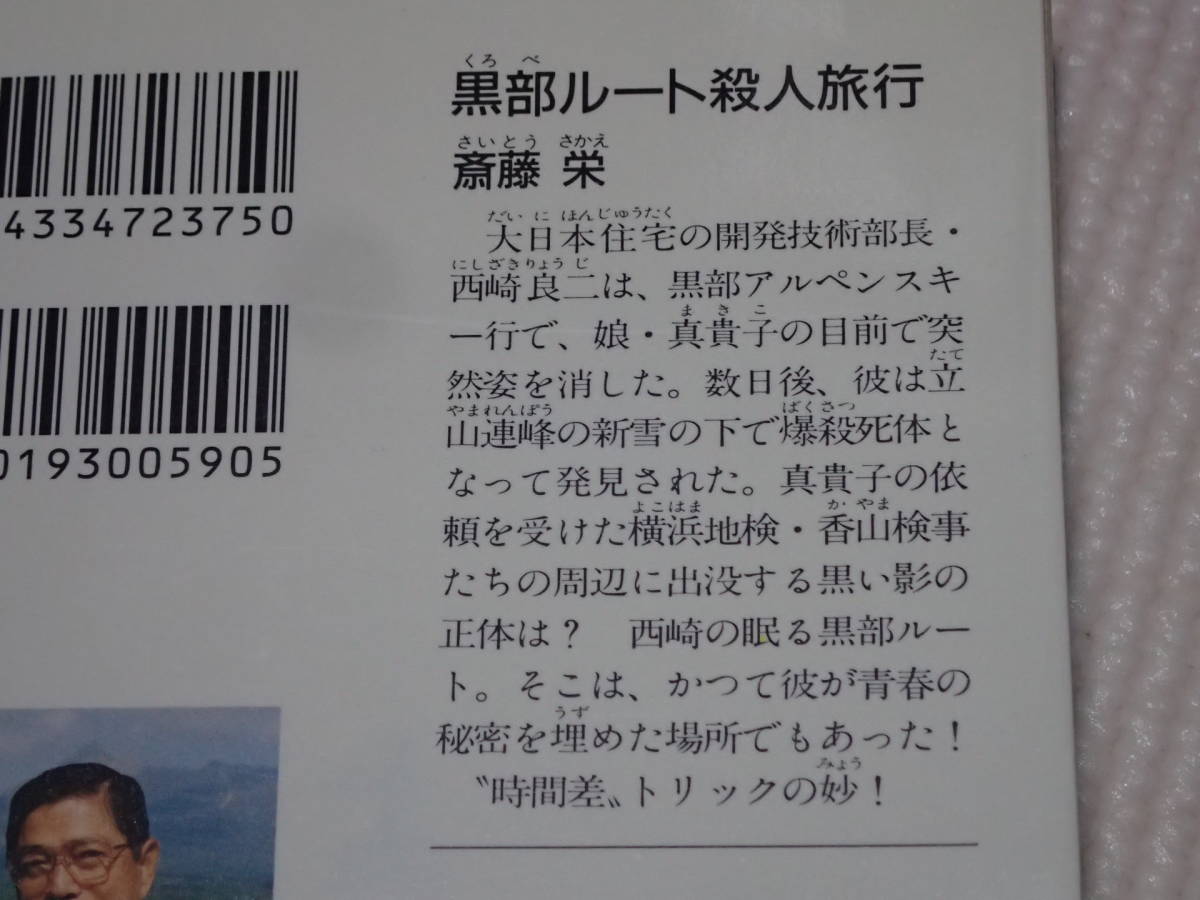 黒部ルート殺人旅行
斎藤 栄
大日本住宅の開発技術部長・
西崎良二は、黒部アルペンスキ
ー行で、娘・真貴子の目前で突
然姿を消した。数日後、彼は立
山連峰の新雪の下で爆殺死体と
なって発見された。真貴子の依
頼を受けた横浜地検・香山検事
たちの周辺に出没する黒い影の
正体は？　西崎の眠る黒部ルー
ト。そこは、かつて彼が青春の
秘密を埋めた場所でもあった！
〝時間差〟トリックの妙！
4334723750
0193005905